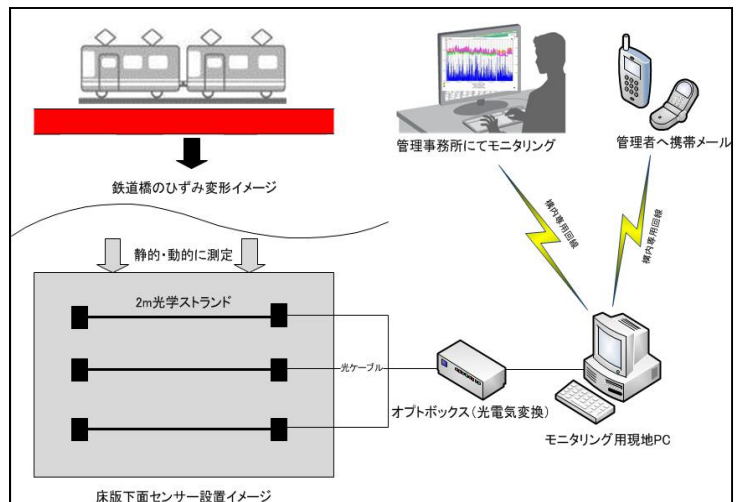 管理事務所にてモニタリング
管理者へ携帯メール
鉄道橋のひずみ変形イメージ
構内専用回線
構内専用回線
静的・動的に測定
2m光学ストランド
光ケーブル
オプトボックス（光電気変換）
モニタリング用現地PC
床版下面センサー設置イメージ